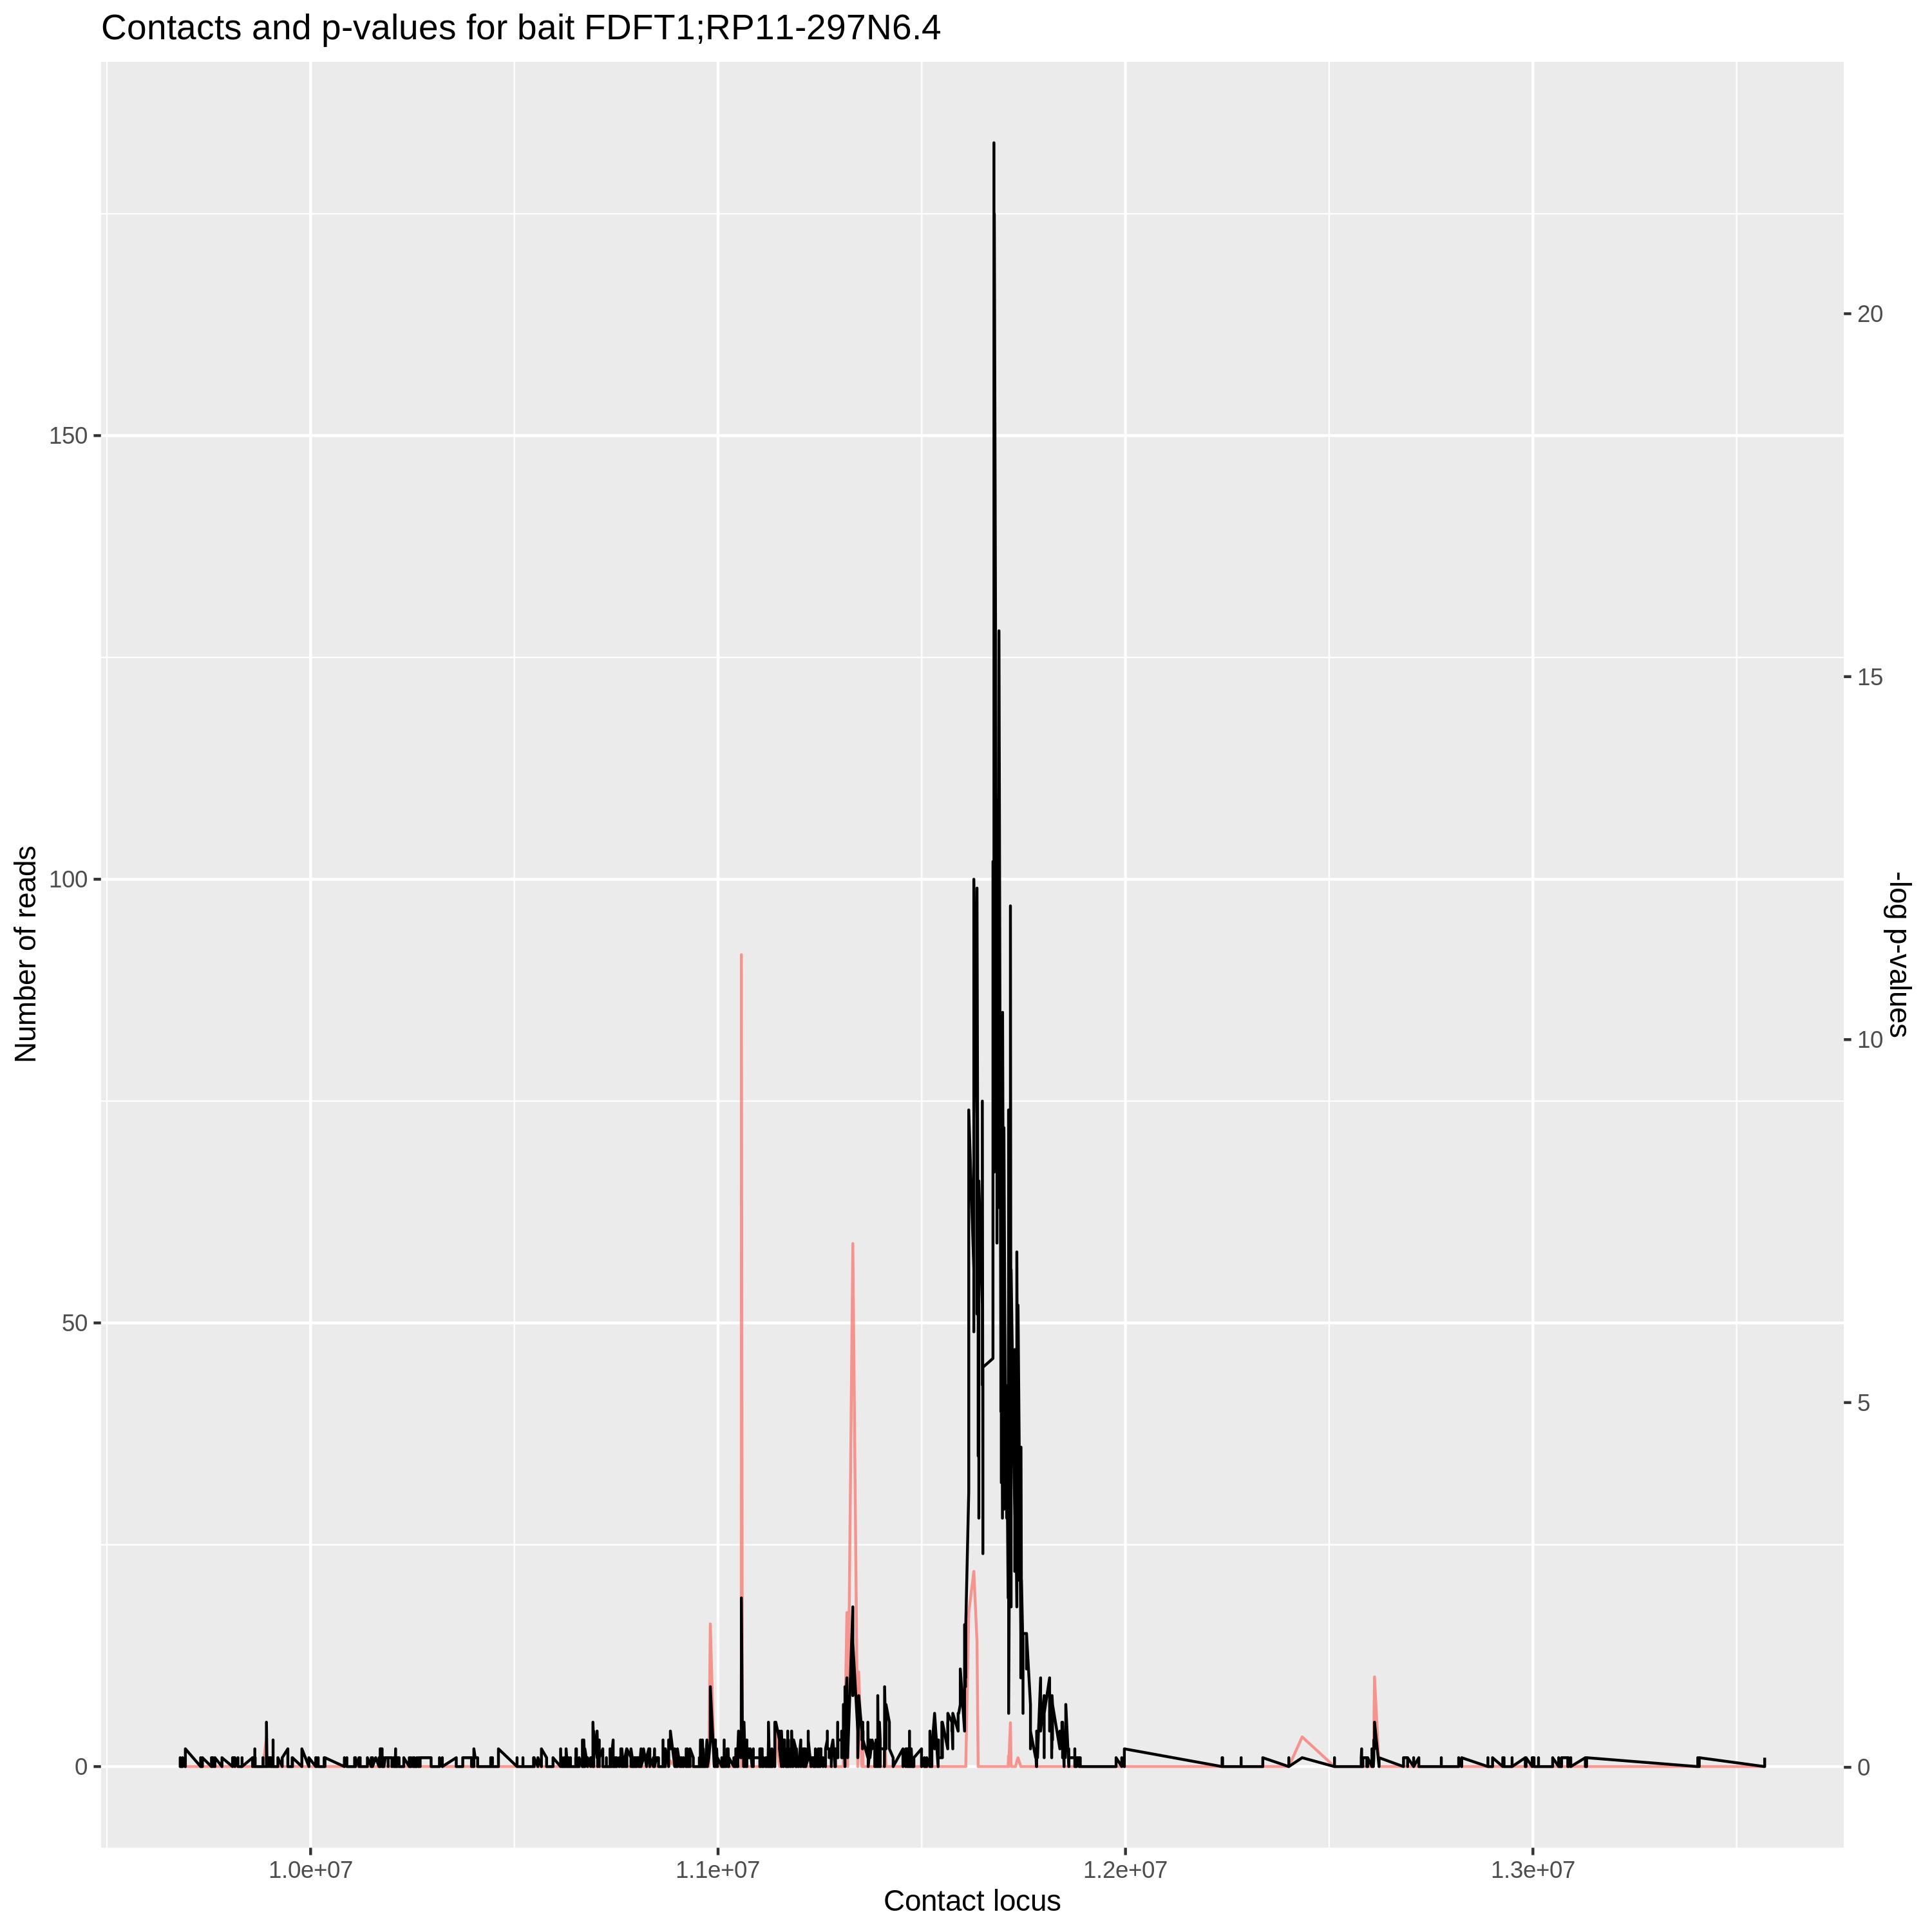 Contacts and p-values for bait FDFT1;RP11-297N6.4
Number of reads
150
100
50
0
20
15
10
5
0
-log p-values
1.0e+07 1.1e+07 1.2e+07 1.3e+07
Contact locus